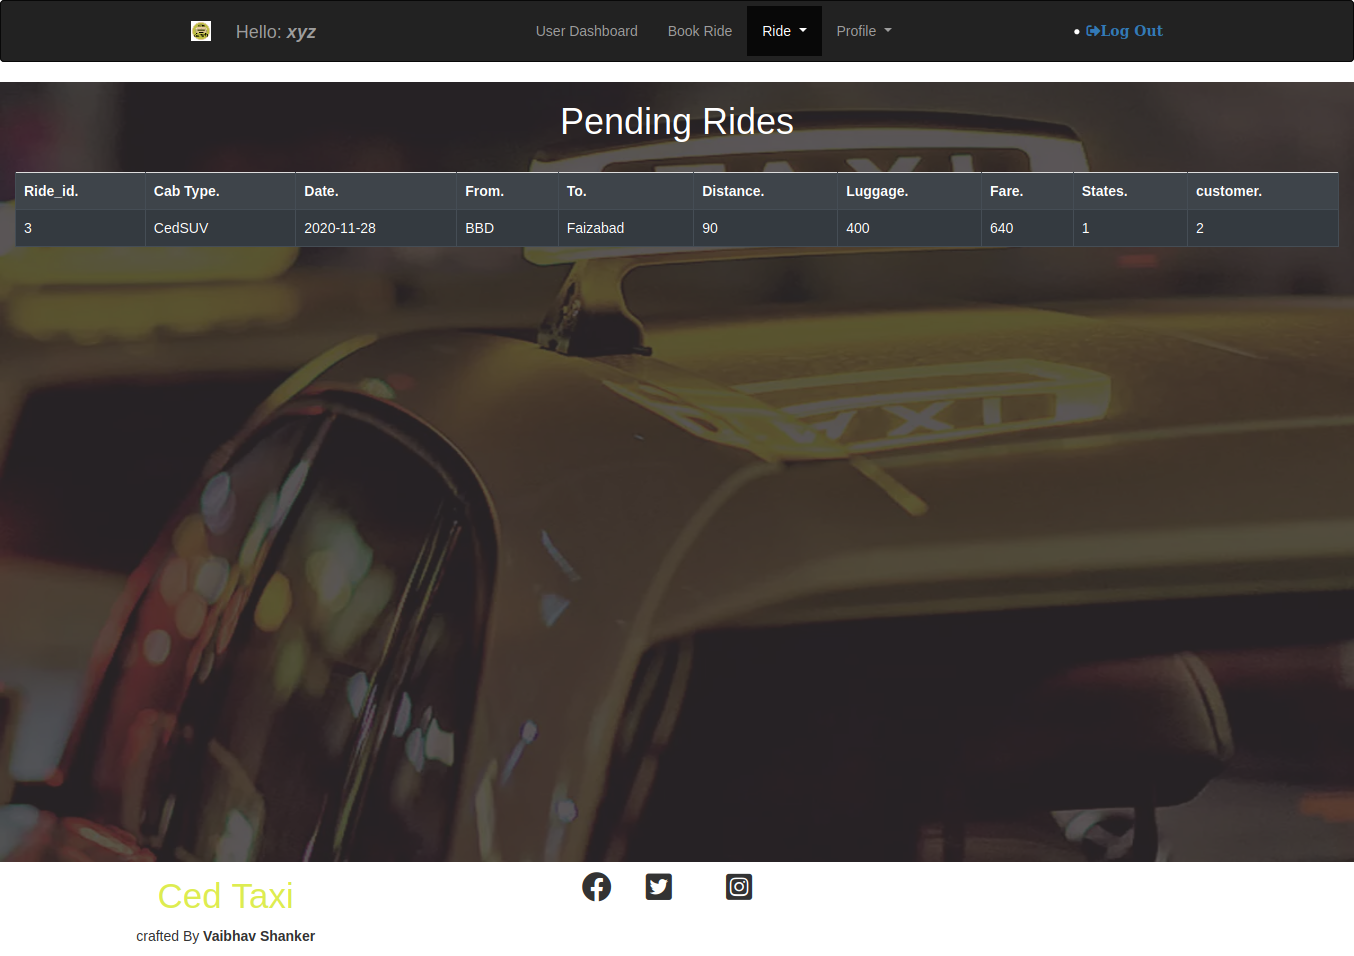 Hello: xyz User Dashboard Book Ride Ride Profile Log Out
Pending Rides
TAXI
Ride_id. Cab Type. Date. From. To. Distance. Luggage. Fare. States. customer.
3 CedSUV 2020-11-28 BBD Faizabad 90 400 640 1 2
Ced Taxi
crafted By Vaibhav Shanker